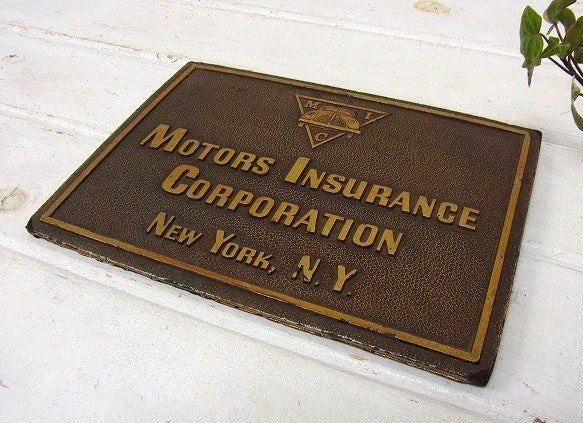 M I
C
MOTORS INSURANCE
CORPORATION
NEW YORK, N.Y.